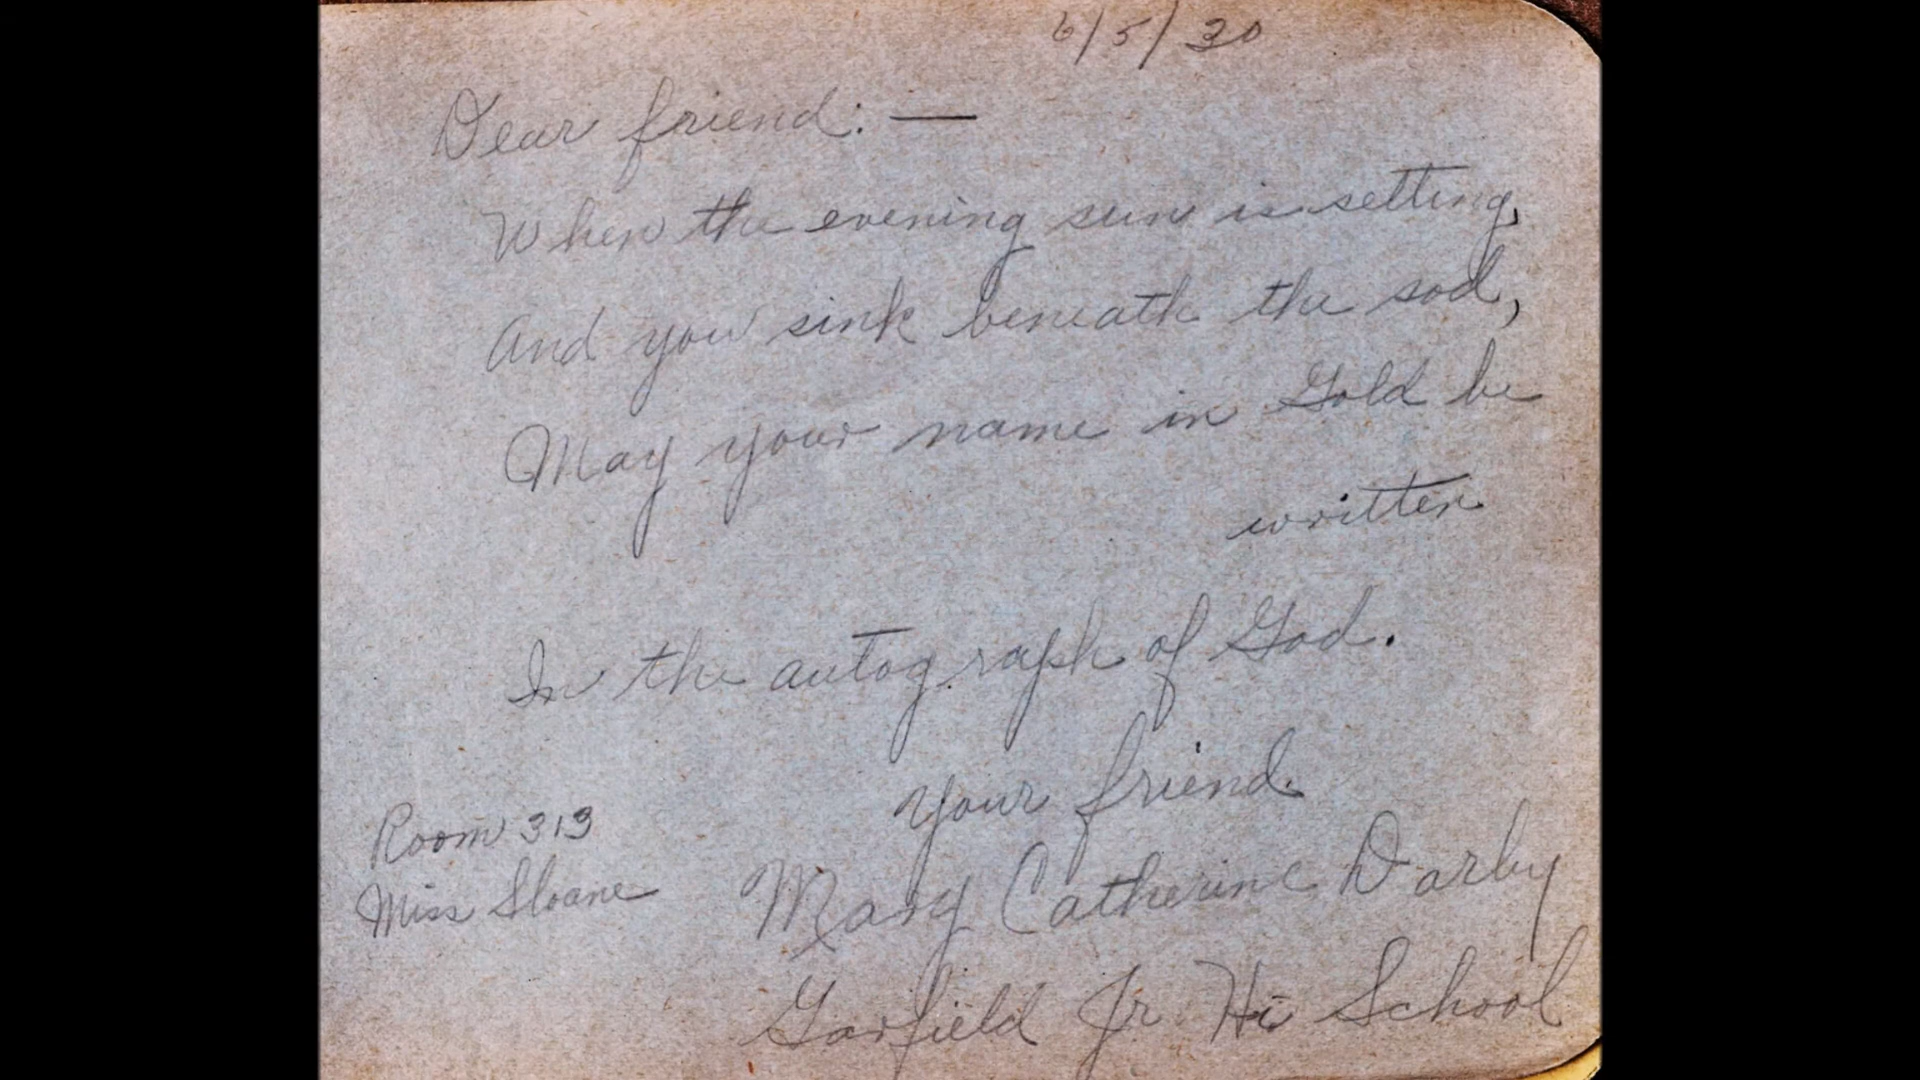 6/5/30
Dear friend: —
When the evening sun is setting,
And you sink beneath the sod,
May your name in Gold be
written
In the autograph of God.
Your friend
Room 313
Miss Sloane
Mary Catherine Darby
Garfield Jr. Hi School